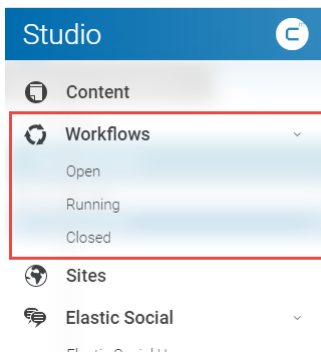 Studio
Content
Workflows
Open
Running
Closed
Sites
Elastic Social